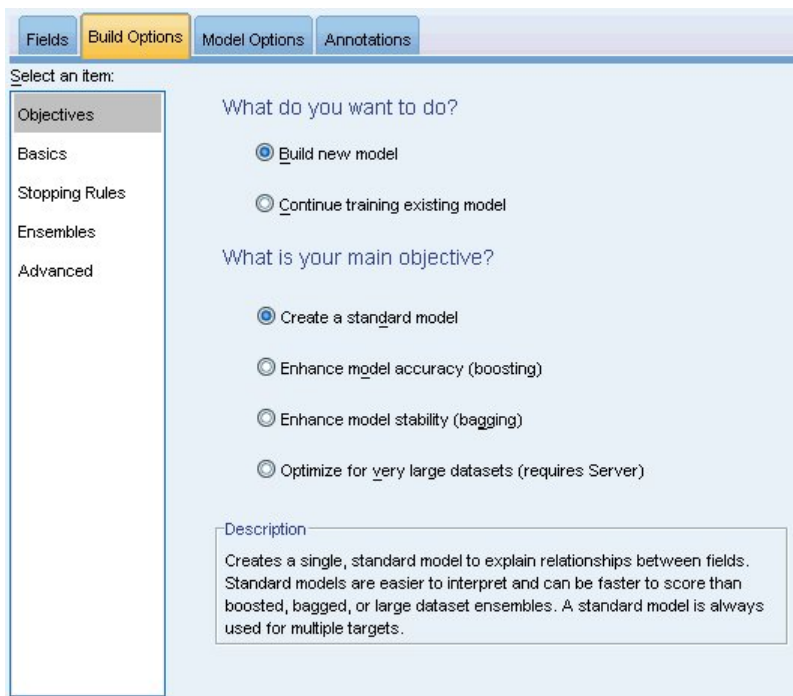 Fields
Build Options
Model Options
Annotations
Select an item:
Objectives
Basics
Stopping Rules
Ensembles
Advanced
What do you want to do?
Build new model
Continue training existing model
What is your main objective?
Create a standard model
Enhance model accuracy (boosting)
Enhance model stability (bagging)
Optimize for very large datasets (requires Server)
Description
Creates a single, standard model to explain relationships between fields.
Standard models are easier to interpret and can be faster to score than
boosted, bagged, or large dataset ensembles. A standard model is always
used for multiple targets.